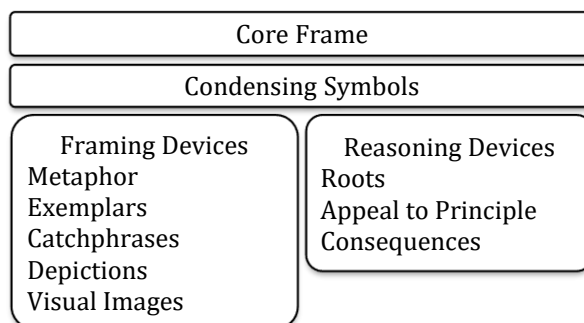 Core Frame
Condensing Symbols
Framing Devices
Metaphor
Exemplars
Catchphrases
Depictions
Visual Images
Reasoning Devices
Roots
Appeal to Principle
Consequences